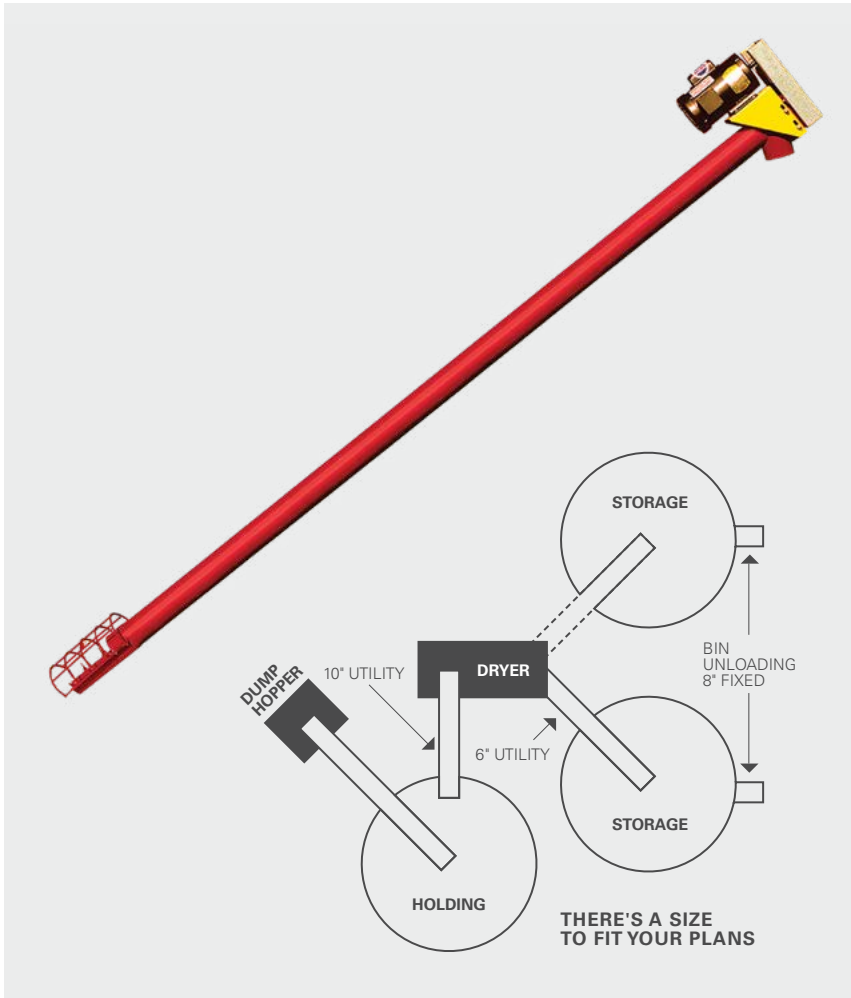 STORAGE
BIN
UNLOADING
8" FIXED
DUMP
HOPPER
10" UTILITY
DRYER
6" UTILITY
STORAGE
HOLDING
THERE'S A SIZE
TO FIT YOUR PLANS